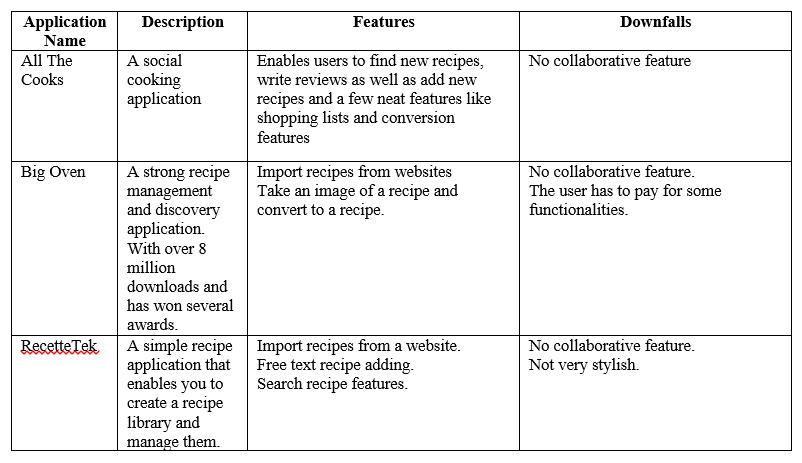 Application Name
Description
Features
Downfalls
All The
Cooks
A social
cooking
application
Enables users to find new recipes,
write reviews as well as add new
recipes and a few neat features like
shopping lists and conversion
features
No collaborative feature
Big Oven
A strong recipe
management
and discovery
application.
With over 8
million
downloads and
has won several
awards.
Import recipes from websites
Take an image of a recipe and
convert to a recipe.
No collaborative feature.
The user has to pay for some
functionalities.
RecetteTek
A simple recipe
application that
enables you to
create a recipe
library and
manage them.
Import recipes from a website.
Free text recipe adding.
Search recipe features.
No collaborative feature.
Not very stylish.